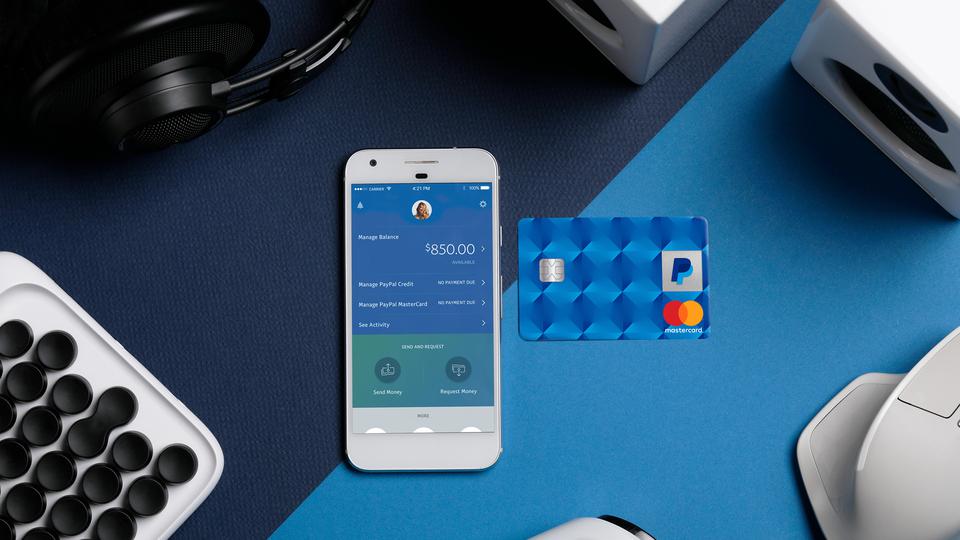 CARRIER 4:21 PM 100%
Manage Balance
$850.00
AVAILABLE
Manage PayPal Credit NO PAYMENT DUE
Manage PayPal MasterCard NO PAYMENT DUE
See Activity
SEND AND REQUEST
Send Money Request Money
MORE
mastercard.